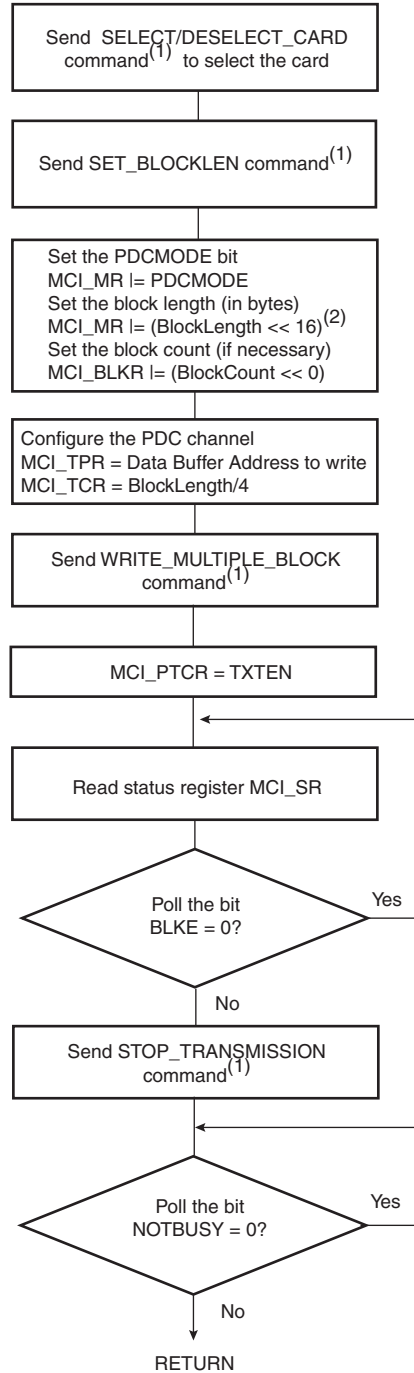 Send SELECT/DESELECT_CARD
command(1) to select the card
Send SET_BLOCKLEN command(1)
Set the PDCMODE bit
MCI_MR |= PDCMODE
Set the block length (in bytes)
MCI_MR |= (BlockLength << 16)(2)
Set the block count (if necessary)
MCI_BLKR |= (BlockCount << 0)
Configure the PDC channel
MCI_TPR = Data Buffer Address to write
MCI_TCR = BlockLength/4
Send WRITE_MULTIPLE_BLOCK
command(1)
MCI_PTCR = TXTEN
Read status register MCI_SR
Poll the bit
BLKE = 0?
Yes
No
Send STOP_TRANSMISSION
command(1)
Poll the bit
NOTBUSY = 0?
Yes
No
RETURN